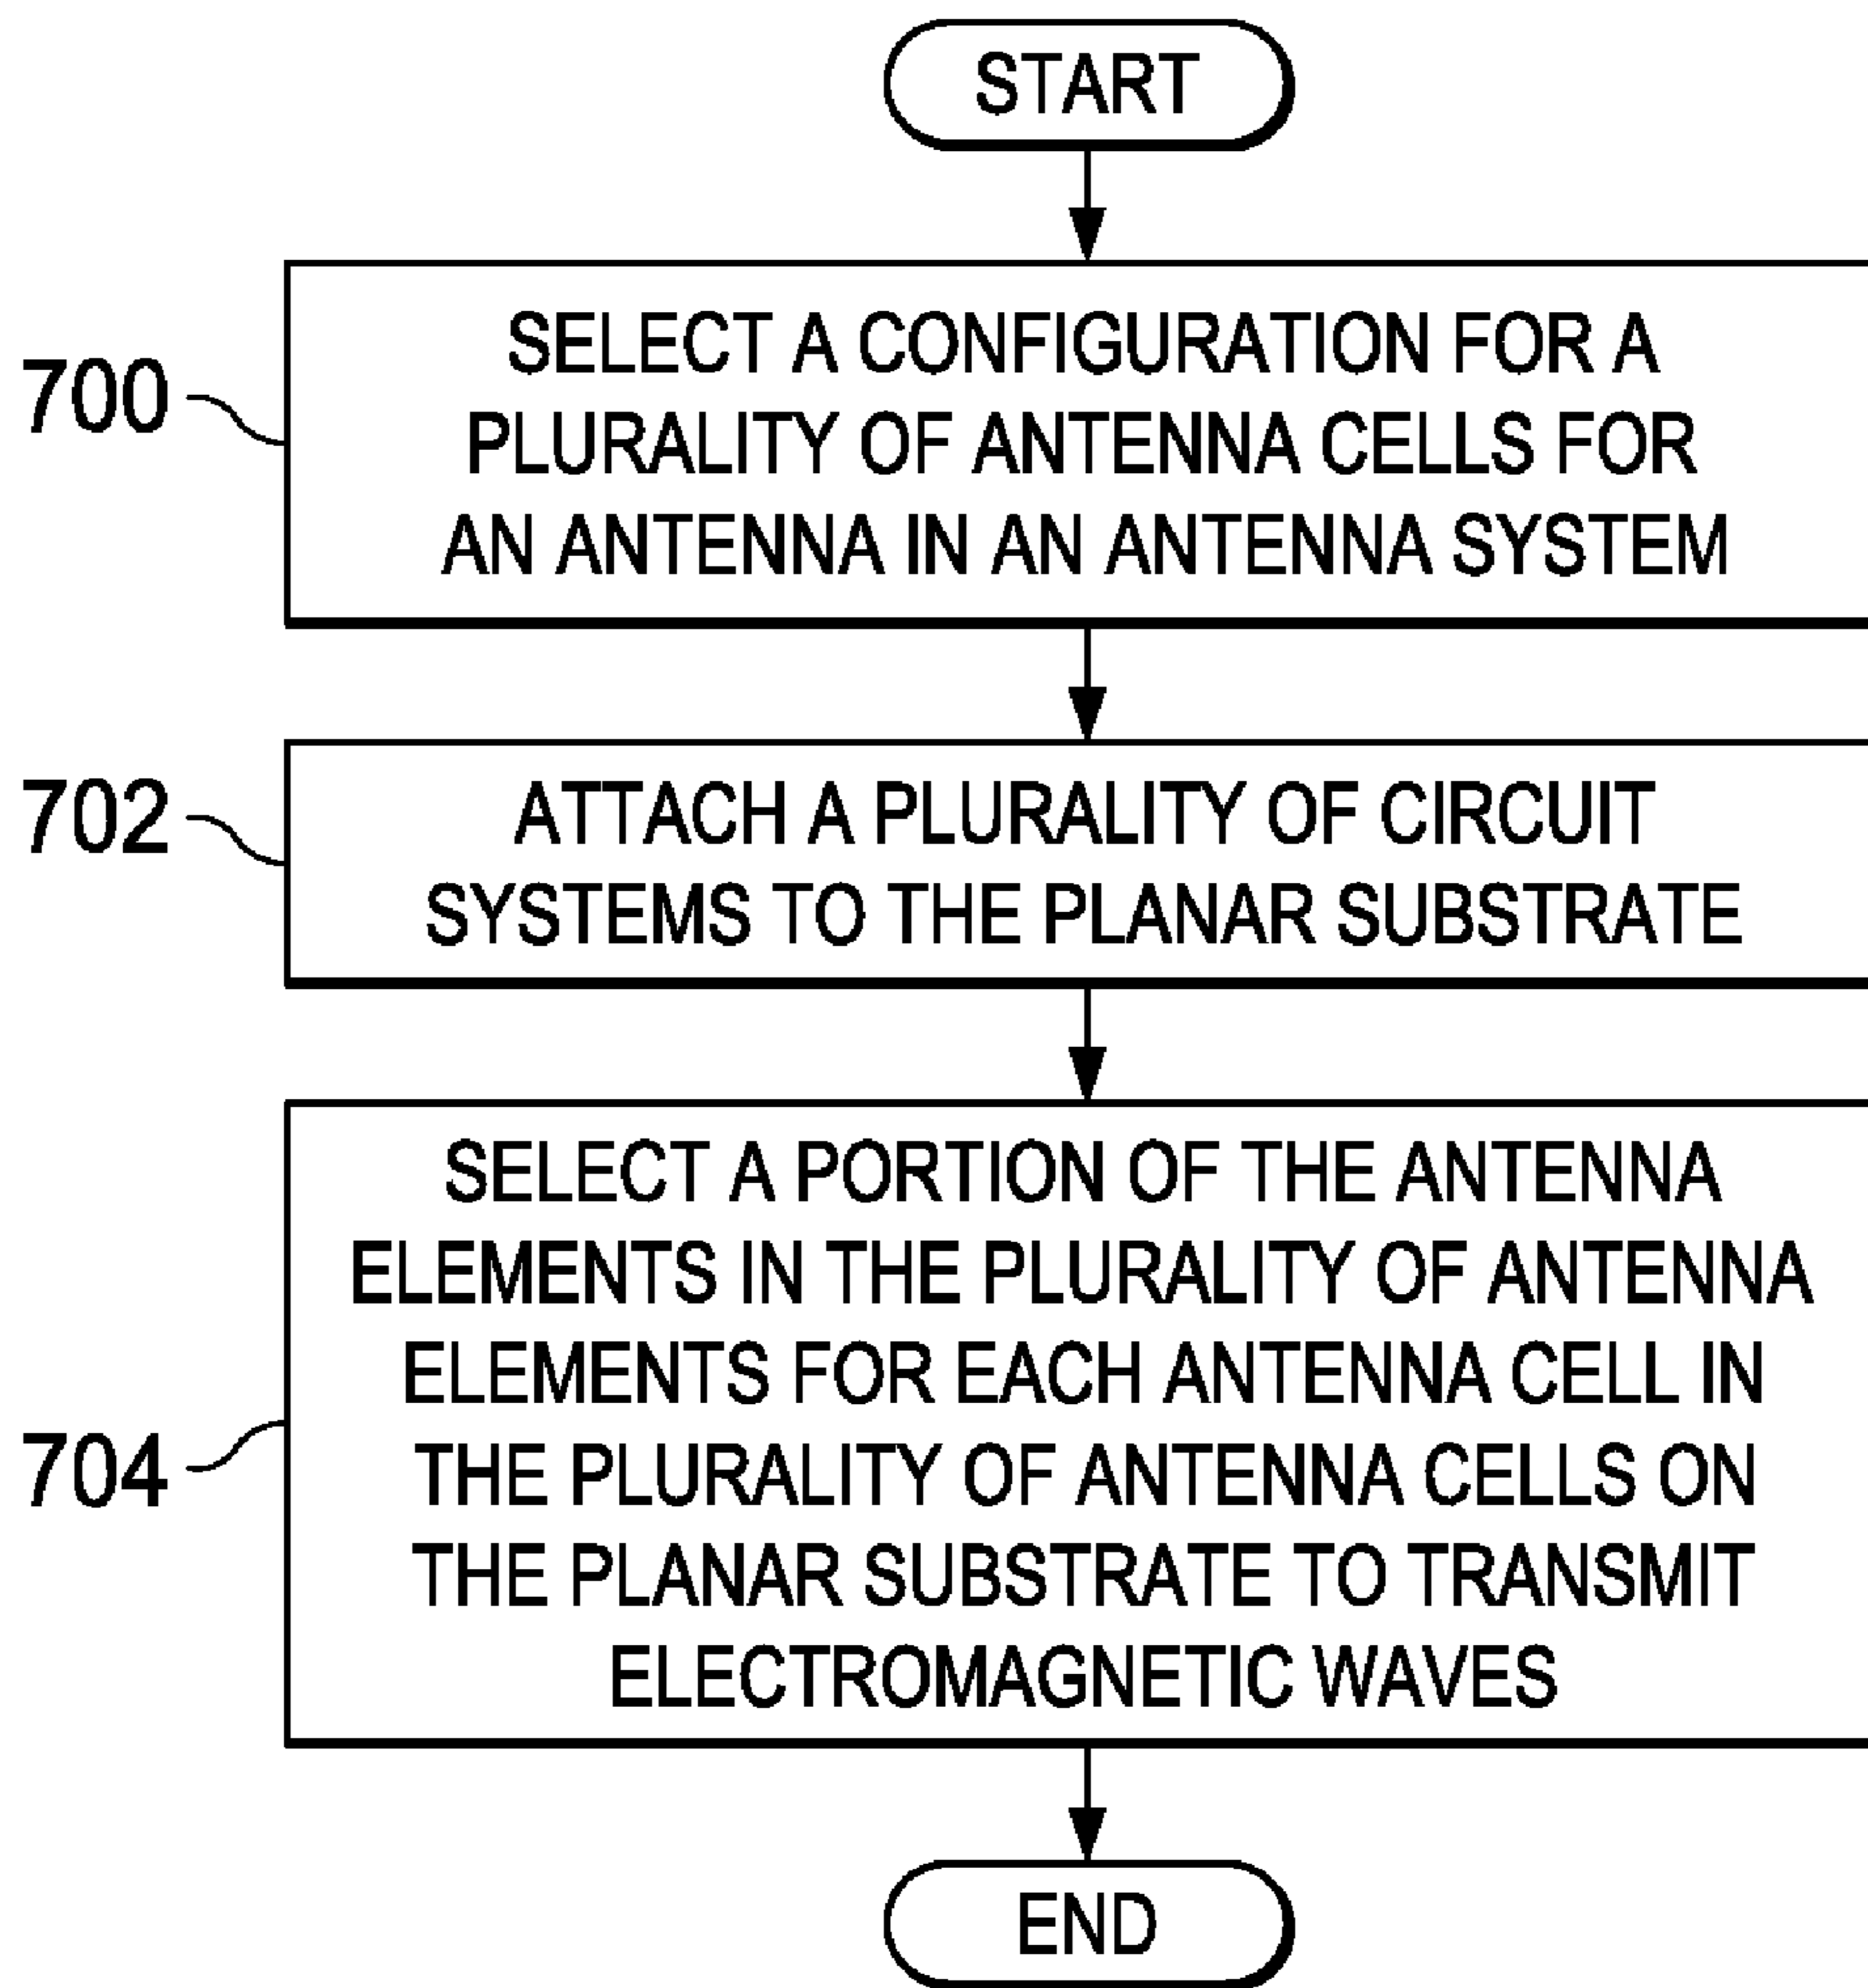 START
700
SELECT A CONFIGURATION FOR A
PLURALITY OF ANTENNA CELLS FOR
AN ANTENNA IN AN ANTENNA SYSTEM
702
ATTACH A PLURALITY OF CIRCUIT
SYSTEMS TO THE PLANAR SUBSTRATE
704
SELECT A PORTION OF THE ANTENNA
ELEMENTS IN THE PLURALITY OF ANTENNA
ELEMENTS FOR EACH ANTENNA CELL IN
THE PLURALITY OF ANTENNA CELLS ON
THE PLANAR SUBSTRATE TO TRANSMIT
ELECTROMAGNETIC WAVES
END